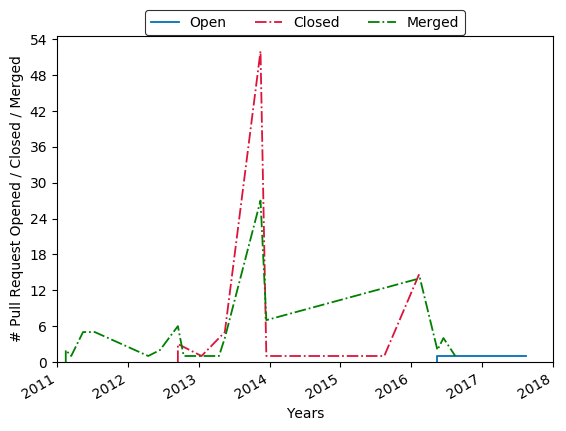 Open Closed Merged
# Pull Request Opened / Closed / Merged
54
48
42
36
30
24
18
12
6
0
2011 2012 2013 2014 2015 2016 2017 2018
Years